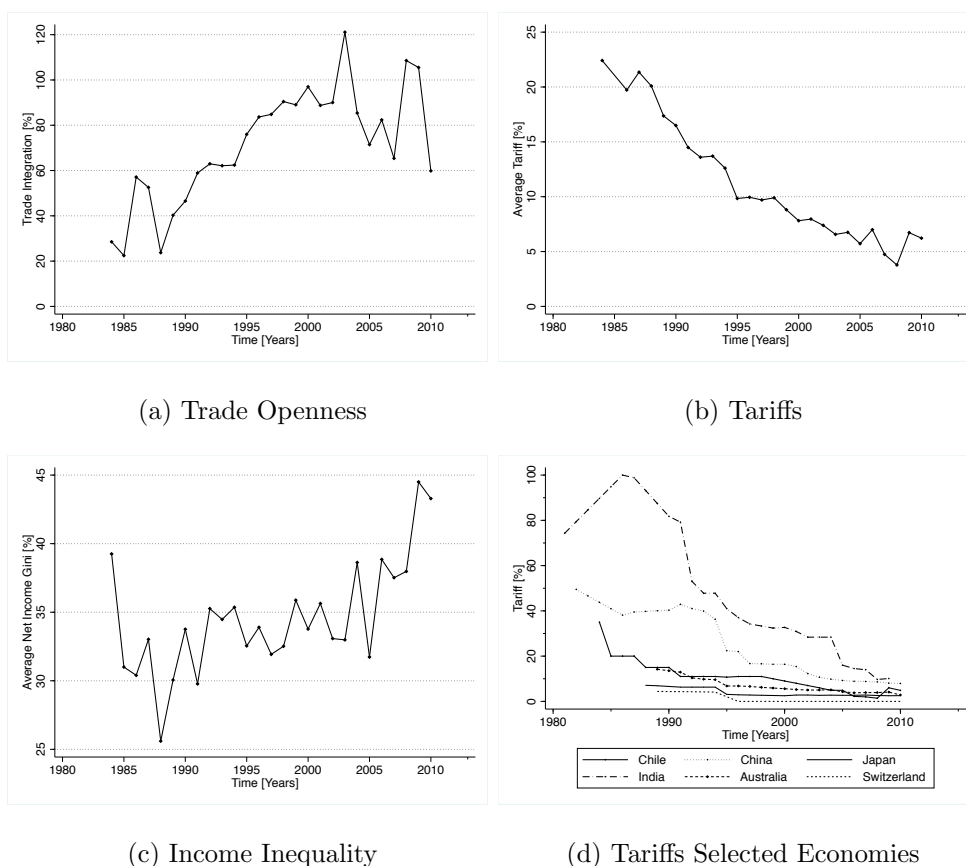 Trade Integration [%]
120
100
80
60
40
20
0
1980 1985 1990 1995 2000 2005 2010
Time [Years]
(a) Trade Openness
Average Tariff [%]
25
20
15
10
5
0
1980 1985 1990 1995 2000 2005 2010
Time [Years]
(b) Tariffs
Average Net Income Gini [%]
45
40
35
30
25
1980 1985 1990 1995 2000 2005 2010
Time [Years]
(c) Income Inequality
Tariff [%]
100
80
60
40
20
0
1980 1990 2000 2010
Time [Years]
Chile China Japan
India Australia Switzerland
(d) Tariffs Selected Economies